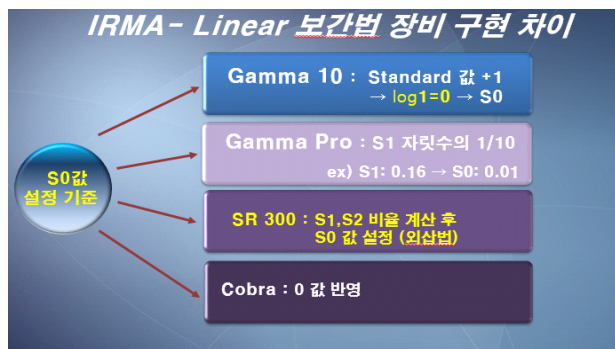 IRMA- Linear 보간법 장비 구현 차이
Gamma 10 : Standard 값 +1
→ log1=0 → S0
Gamma Pro : S1 자릿수의 1/10
ex) S1: 0.16 → S0: 0.01
S0값
설정 기준
SR 300 : S1,S2 비율 계산 후
S0 값 설정 (외산법)
Cobra : 0 값 반영